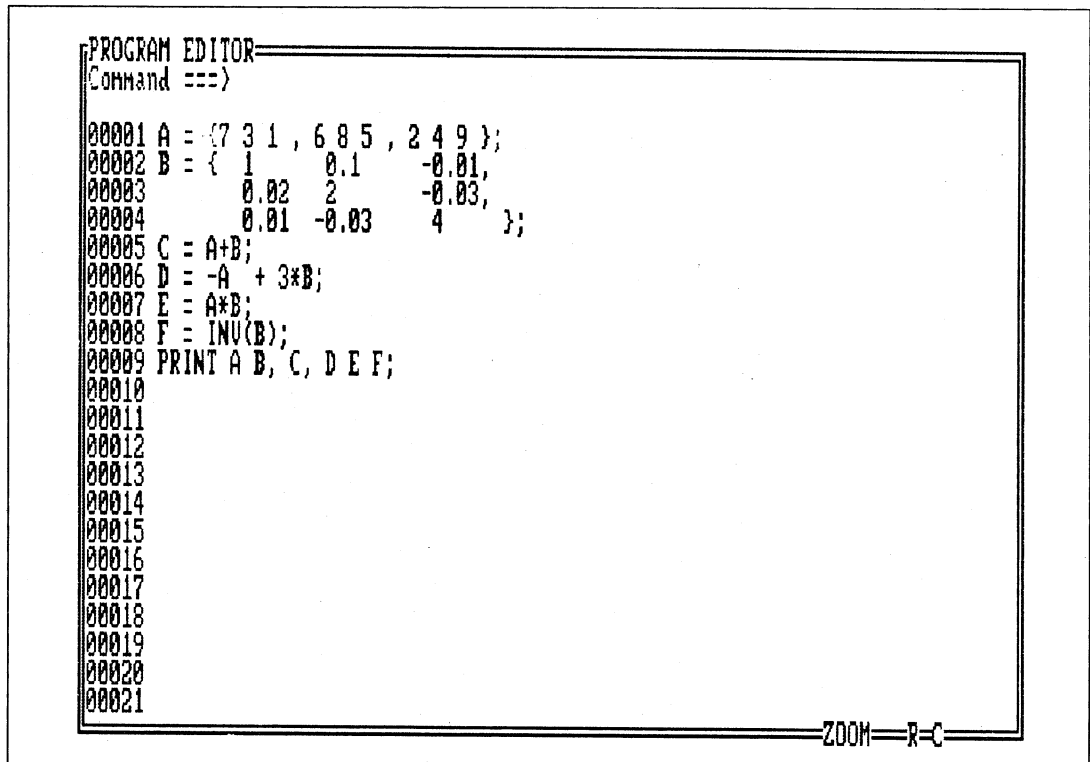 PROGRAM EDITOR
Command ===>
00001 A = {7 3 1 , 6 8 5 , 2 4 9 };
00002 B = { 1 0.1 -0.01,
00003 0.02 2 -0.03,
00004 0.01 -0.03 4 };
00005 C = A+B;
00006 D = -A + 3*B;
00007 E = A*B;
00008 F = INV(B);
00009 PRINT A B, C, D E F;
00010
00011
00012
00013
00014
00015
00016
00017
00018
00019
00020
00021
ZOOM R C